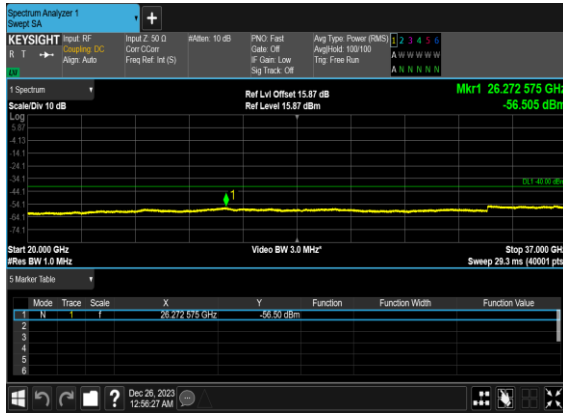 Spectrum Analyzer 1
Swept SA
+
KEYSIGHT Input: RF Input Z: 50 Ω #Atten: 10 dB PNO: Fast Avg Type: Power (RMS) 1 2 3 4 5 6
R T Coupling: DC Corr CCorr Gate: Off Avg|Hold: 100/100 A W W W W W
Align: Auto Freq Ref: Int (S) IF Gain: Low Trig: Free Run
LXI Sig Track: Off A N N N N N
1 Spectrum
Ref Lvl Offset 15.87 dB Mkr1 26.272 575 GHz
Scale/Div 10 dB Ref Level 15.87 dBm -56.505 dBm
Log
5.87
-4.13
-14.1
-24.1
-34.1
DL1 -40.00 dBm
-44.1
1
-54.1
-64.1
-74.1
Start 20.000 GHz Video BW 3.0 MHz* Stop 37.000 GHz
#Res BW 1.0 MHz Sweep 29.3 ms (40001 pts)
5 Marker Table
Mode Trace Scale X Y Function Function Width Function Value
1 N 1 f 26.272 575 GHz -56.50 dBm
2
3
4
5
6
? Dec 26, 2023
12:56:27 AM